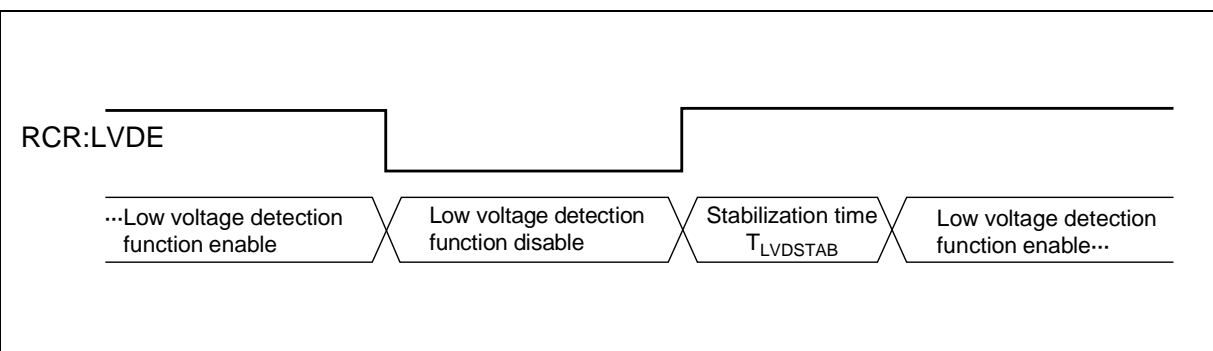 RCR:LVDE
···Low voltage detection
function enable
Low voltage detection
function disable
Stabilization time
TLVDSTAB
Low voltage detection
function enable···